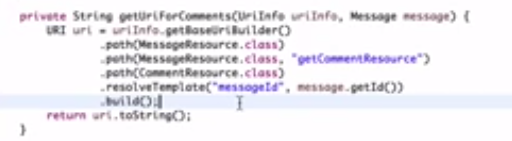 private String getUriForComments(UriInfo uriInfo, Message message) {
URI uri = uriInfo.getBaseUriBuilder()
.path(MessageResource.class)
.path(MessageResource.class, "getCommentResource")
.path(CommentResource.class)
.resolveTemplate("messageId", message.getId())
.build();
return uri.toString();
}